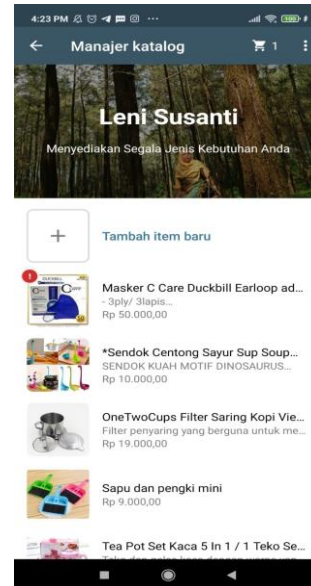 4:23 PM
Manajer katalog
1
Leni Susanti
Menyediakan Segala Jenis Kebutuhan Anda
Tambah item baru
Masker C Care Duckbill Earloop ad...
- 3ply/ 3lapis...
Rp 50.000,00
*Sendok Centong Sayur Sup Soup...
SENDOK KUAH MOTIF DINOSAURUS...
Rp 10.000,00
OneTwoCups Filter Saring Kopi Vie...
Filter penyaring yang berguna untuk me...
Rp 19.000,00
Sapu dan pengki mini
Rp 9.000,00
Tea Pot Set Kaca 5 In 1 / 1 Teko Se...